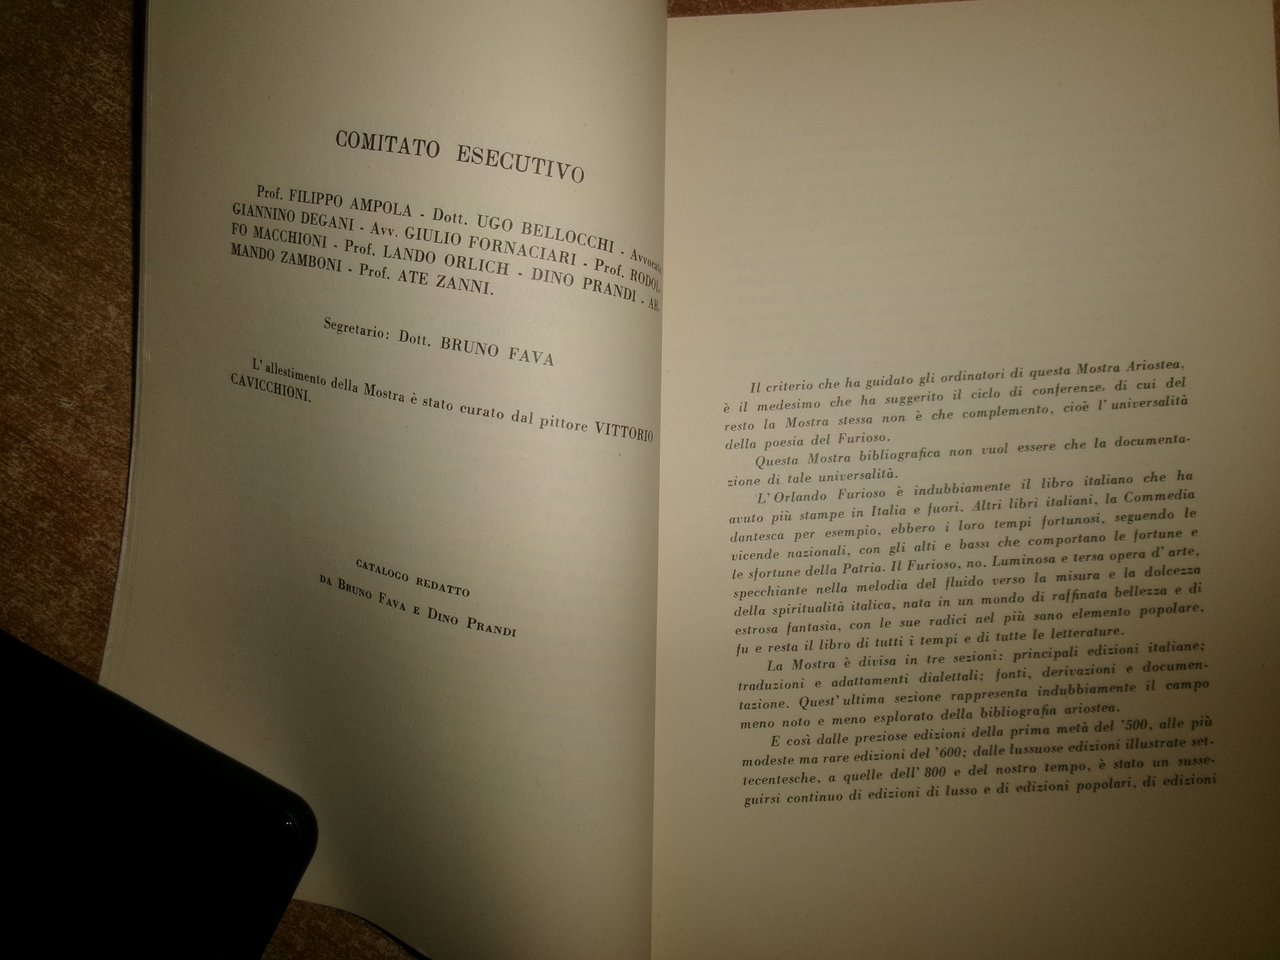 COMITATO ESECUTIVO
Prof. FILIPPO AMPOLA - Dott. UGO BELLOCCHI - Avvocato
GIANNINO DEGANI - Avv. GIULIO FORNACIARI - Prof. RODOL-
FO MACCHIONI - Prof. LANDO ORLICH - DINO PRANDI - AR-
MANDO ZAMBONI - Prof. ATE ZANNI.
Segretario: Dott. BRUNO FAVA
L'allestimento della Mostra è stato curato dal pittore VITTORIO
CAVICCHIONI.
CATALOGO REDATTO
DA BRUNO FAVA E DINO PRANDI
Il criterio che ha guidato gli ordinatori di questa Mostra Ariostea,
è il medesimo che ha suggerito il ciclo di conferenze, di cui del
resto la Mostra stessa non è che complemento, cioè l'universalità
della poesia del Furioso.
Questa Mostra bibliografica non vuol essere che la documenta-
zione di tale universalità.
L'Orlando Furioso è indubbiamente il libro italiano che ha
avuto più stampe in Italia e fuori. Altri libri italiani, la Commedia
dantesca per esempio, ebbero i loro tempi fortunosi, seguendo le
vicende nazionali, con gli alti e bassi che comportano le fortune e
le sfortune della Patria. Il Furioso, no. Luminosa e tersa opera d'arte,
specchiante nella melodia del fluido verso la misura e la dolcezza
della spiritualità italica, nata in un mondo di raffinata bellezza e di
estrosa fantasia, con le sue radici nel più sano elemento popolare,
fu e resta il libro di tutti i tempi e di tutte le letterature.
La Mostra è divisa in tre sezioni: principali edizioni italiane;
traduzioni e adattamenti dialettali; fonti, derivazioni e documen-
tazione. Quest'ultima sezione rappresenta indubbiamente il campo
meno noto e meno esplorato della bibliografia ariostea.
E così dalle preziose edizioni della prima metà del '500, alle più
modeste ma rare edizioni del '600; dalle lussuose edizioni illustrate set-
tecentesche, a quelle dell'800 e del nostro tempo, è stato un susse-
guirsi continuo di edizioni di lusso e di edizioni popolari, di edizioni